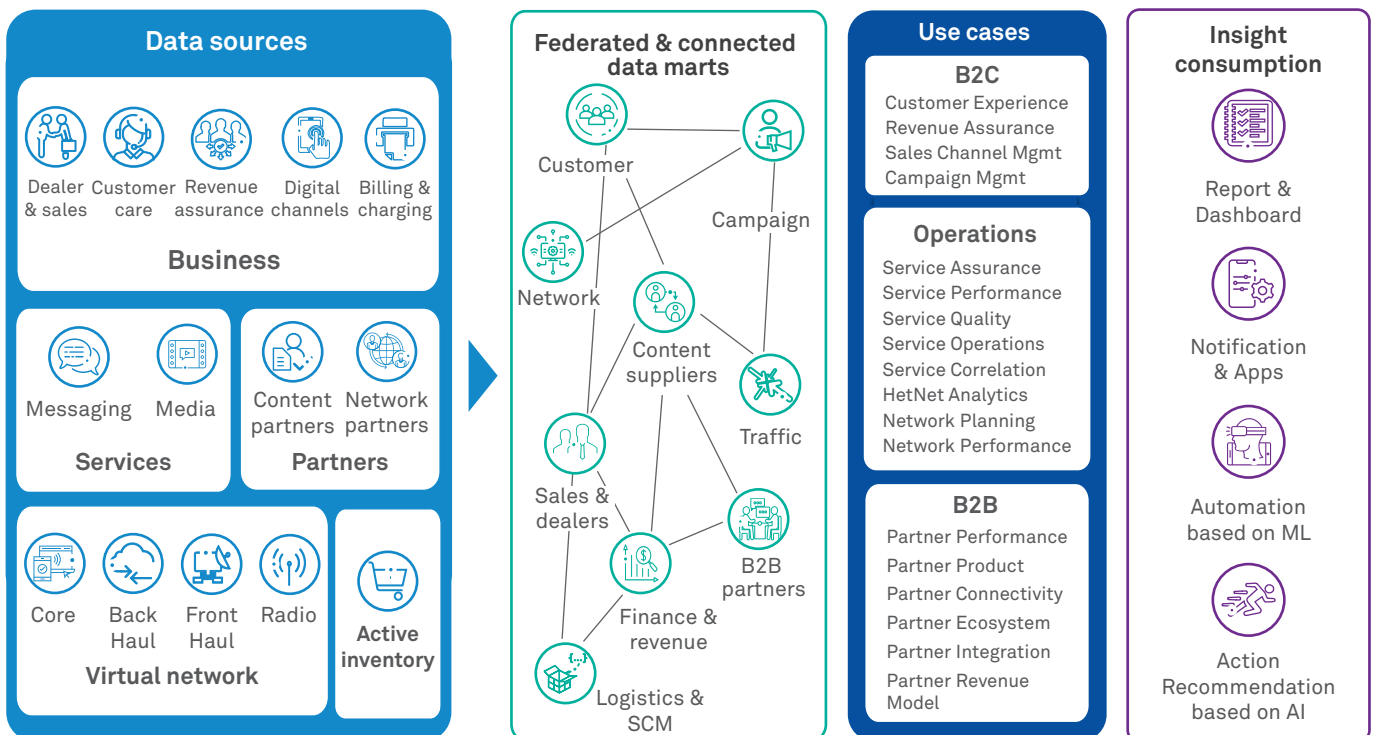 Data sources
Dealer
& sales
Customer
care
Revenue
assurance
Digital
channels
Billing &
charging
Business
Messaging
Media
Services
Content
partners
Network
partners
Partners
Core
Back
Haul
Front
Haul
Radio
Virtual network
Active
inventory
Federated & connected
data marts
Customer
Campaign
Network
Content
suppliers
Traffic
Sales &
dealers
B2B
partners
Finance &
revenue
{...}
Logistics &
SCM
Use cases
B2C
Customer Experience
Revenue Assurance
Sales Channel Mgmt
Campaign Mgmt
Operations
Service Assurance
Service Performance
Service Quality
Service Operations
Service Correlation
HetNet Analytics
Network Planning
Network Performance
B2B
Partner Performance
Partner Product
Partner Connectivity
Partner Ecosystem
Partner Integration
Partner Revenue
Model
Insight
consumption
Report &
Dashboard
Notification
& Apps
Automation
based on ML
Action
Recommendation
based on AI